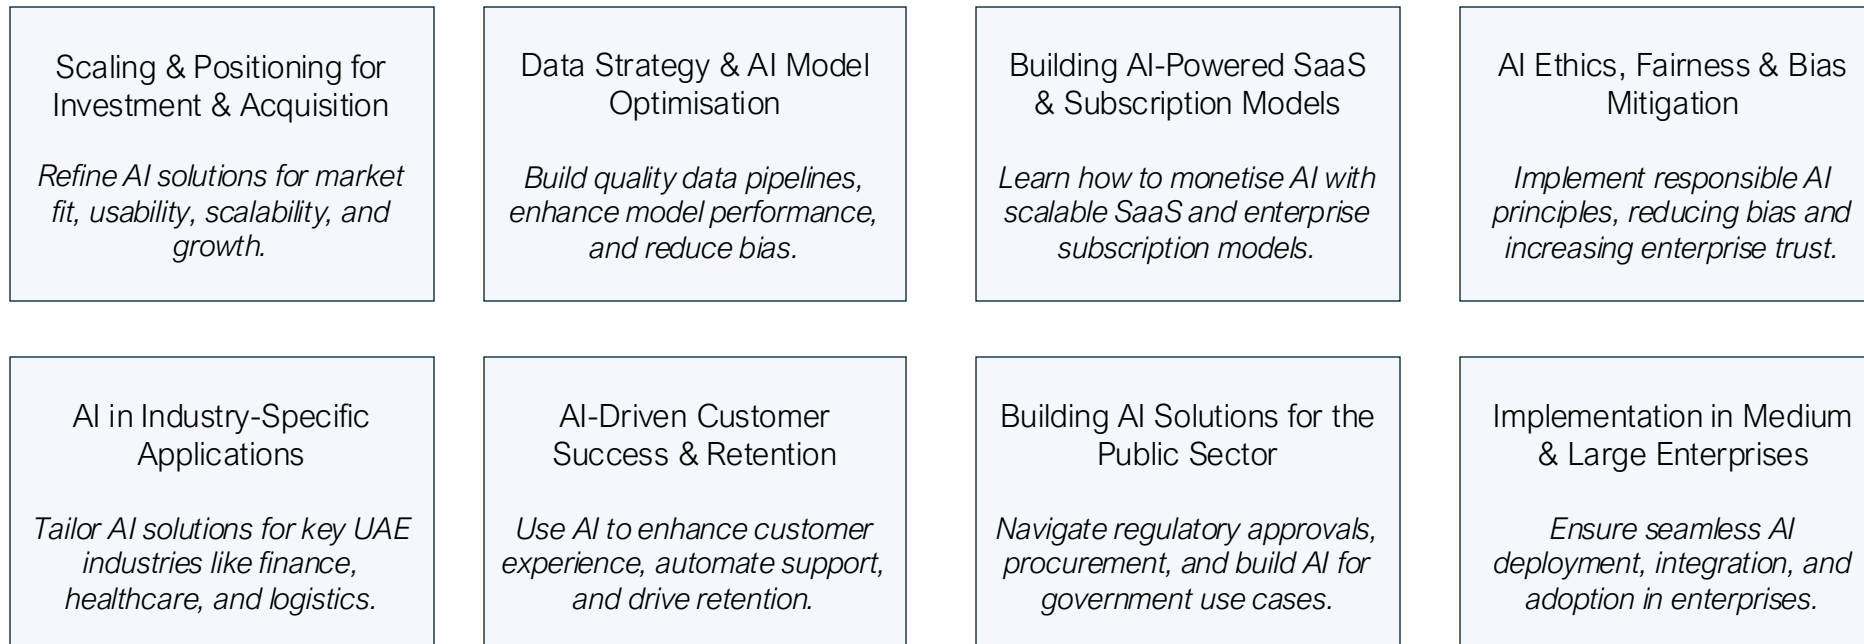 Scaling & Positioning for
Investment & Acquisition
Refine AI solutions for market
fit, usability, scalability, and
growth.
Data Strategy & AI Model
Optimisation
Build quality data pipelines,
enhance model performance,
and reduce bias.
Building AI-Powered SaaS
& Subscription Models
Learn how to monetise AI with
scalable SaaS and enterprise
subscription models.
AI Ethics, Fairness & Bias
Mitigation
Implement responsible AI
principles, reducing bias and
increasing enterprise trust.
AI in Industry-Specific
Applications
Tailor AI solutions for key UAE
industries like finance,
healthcare, and logistics.
AI-Driven Customer
Success & Retention
Use AI to enhance customer
experience, automate support,
and drive retention.
Building AI Solutions for the
Public Sector
Navigate regulatory approvals,
procurement, and build AI for
government use cases.
Implementation in Medium
& Large Enterprises
Ensure seamless AI
deployment, integration, and
adoption in enterprises.